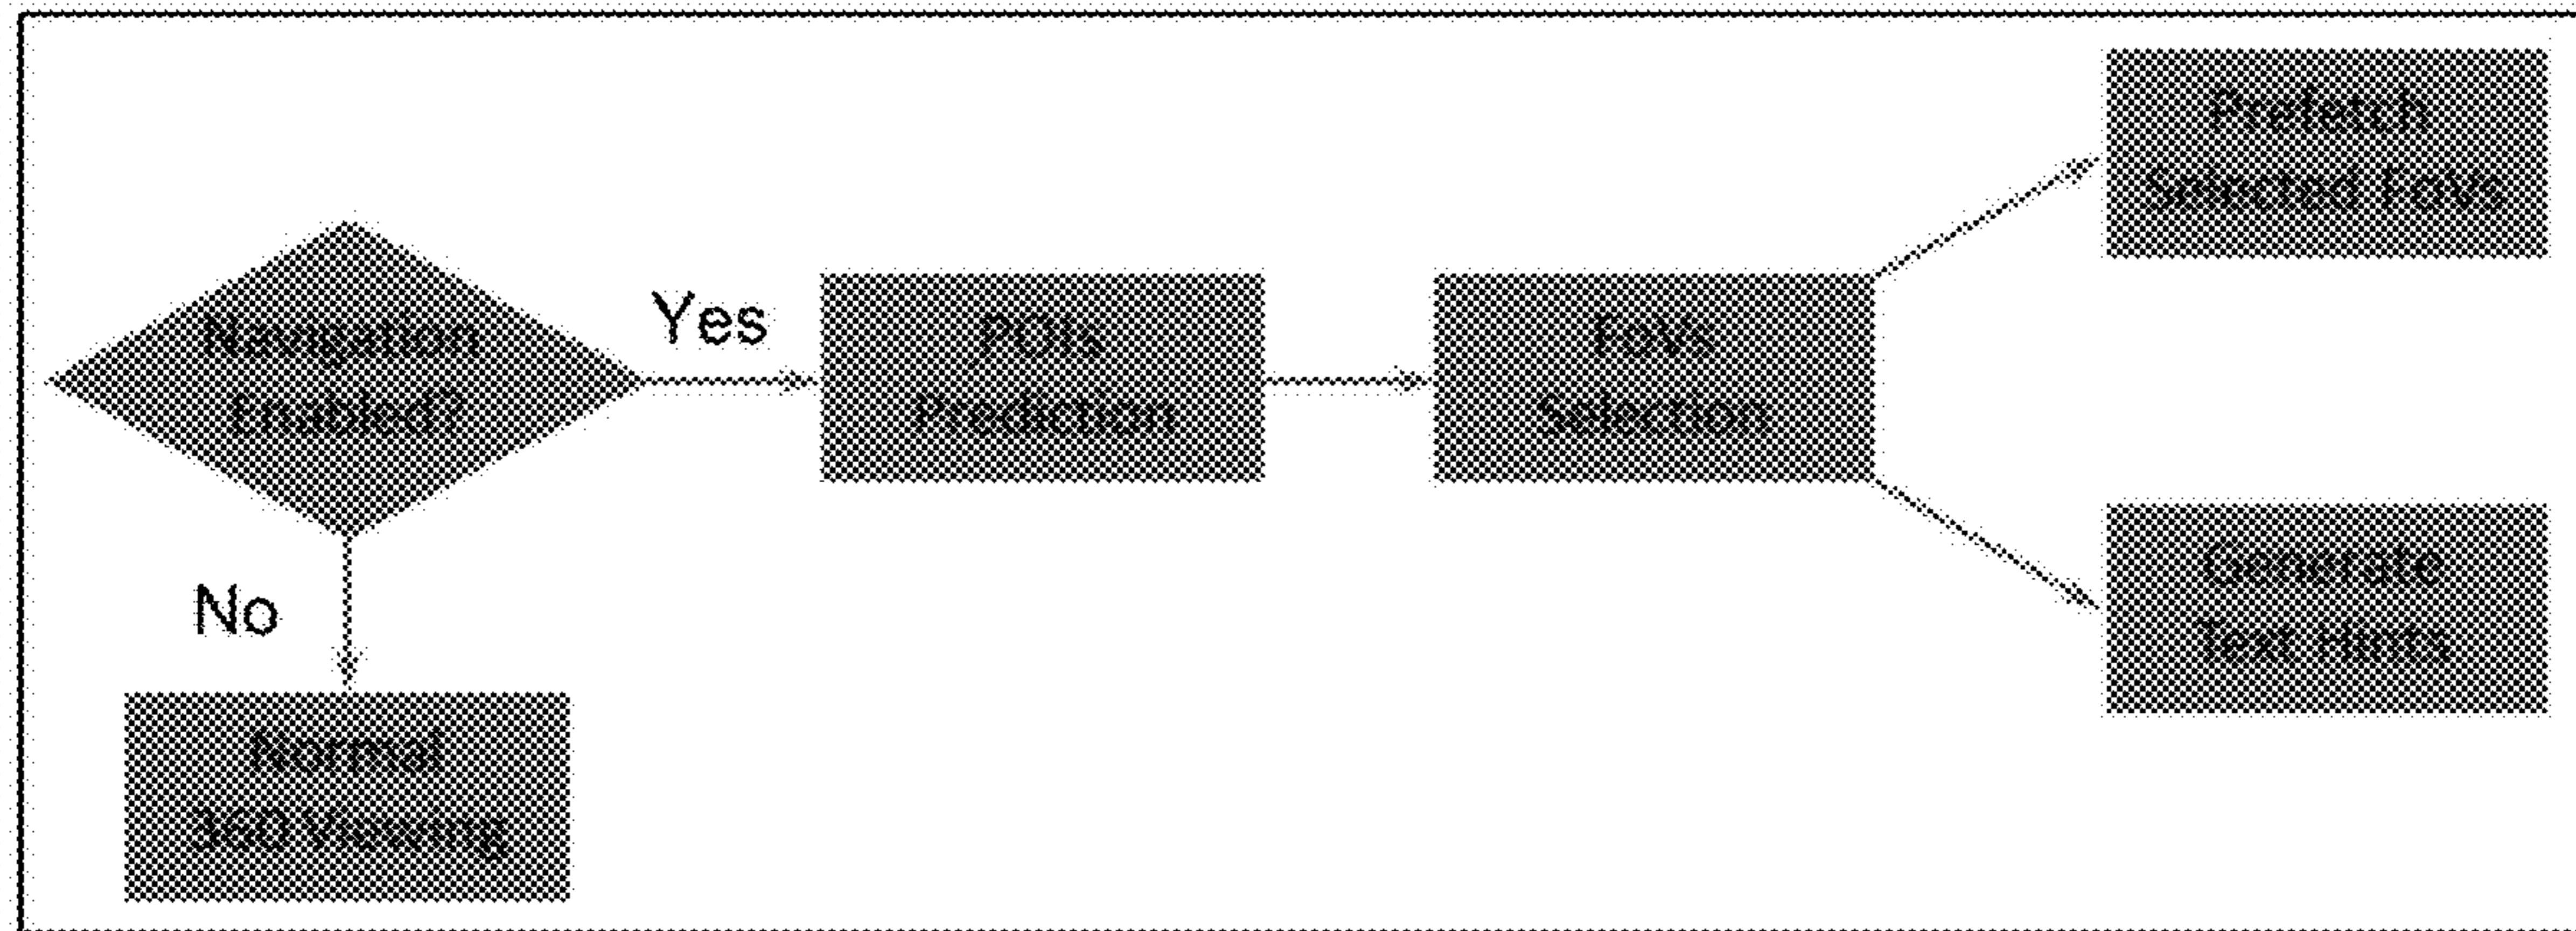 Navigation
Enabled?
Yes
No
Normal
360 Viewing
POIs
Prediction
FoVs
Selection
Prefetch
Selected FoVs
Generate
Text Hints